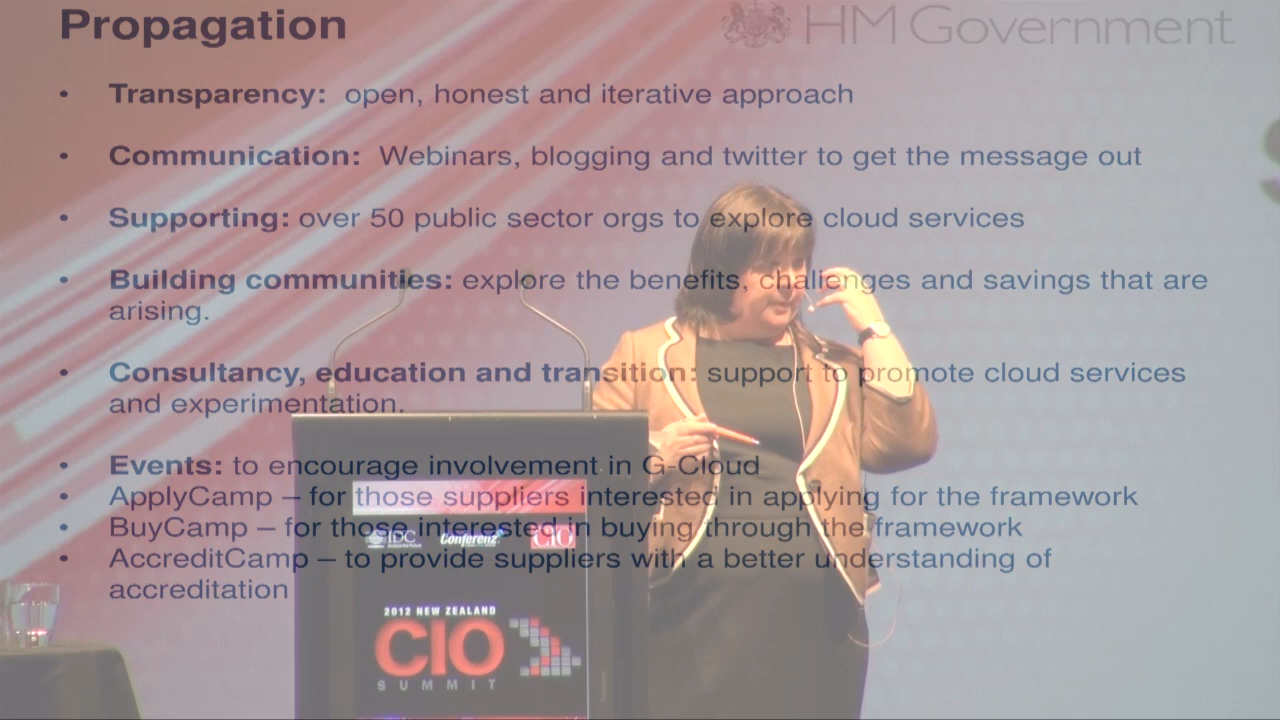 Propagation
HM Government
• Transparency: open, honest and iterative approach
• Communication: Webinars, blogging and twitter to get the message out
• Supporting: over 50 public sector orgs to explore cloud services
• Building communities: explore the benefits, challenges and savings that are
arising.
• Consultancy, education and transition: support to promote cloud services
and experimentation.
• Events: to encourage involvement in G-Cloud
• ApplyCamp – for those suppliers interested in applying for the framework
• BuyCamp – for those interested in buying through the framework
• AccreditCamp – to provide suppliers with a better understanding of
accreditation
IDC
Conferenz
CIO
2012 NEW ZEALAND
CIO
SUMMIT